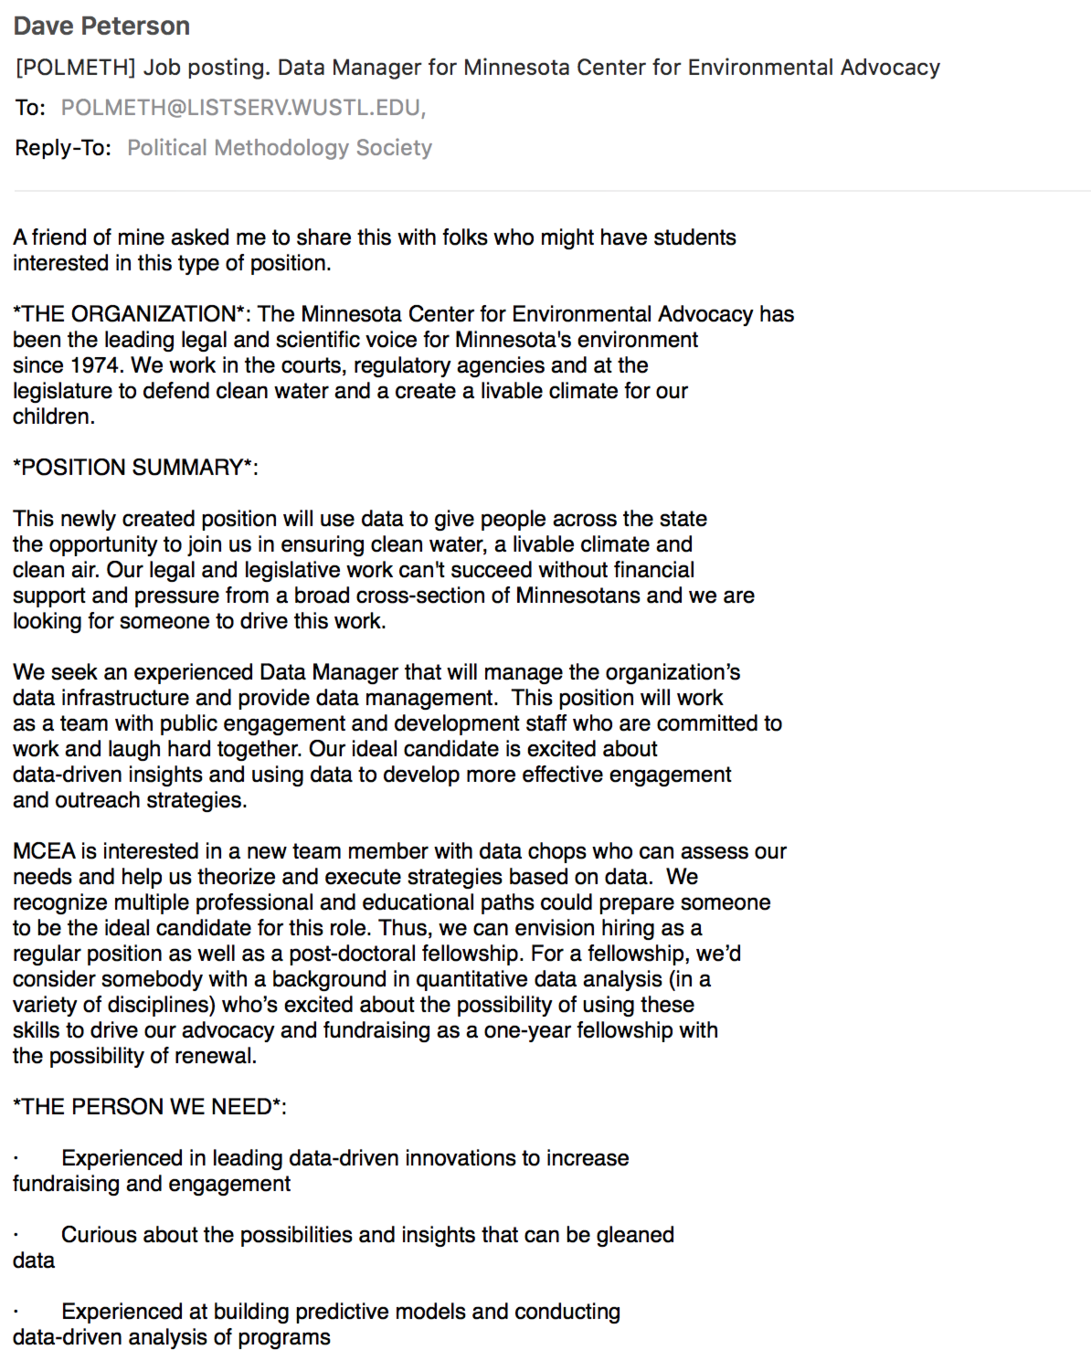 Dave Peterson
[POLMETH] Job posting. Data Manager for Minnesota Center for Environmental Advocacy
To: POLMETH@LISTSERV.WUSTL.EDU,
Reply-To: Political Methodology Society
A friend of mine asked me to share this with folks who might have students
interested in this type of position.
*THE ORGANIZATION*: The Minnesota Center for Environmental Advocacy has
been the leading legal and scientific voice for Minnesota's environment
since 1974. We work in the courts, regulatory agencies and at the
legislature to defend clean water and a create a livable climate for our
children.
*POSITION SUMMARY*:
This newly created position will use data to give people across the state
the opportunity to join us in ensuring clean water, a livable climate and
clean air. Our legal and legislative work can't succeed without financial
support and pressure from a broad cross-section of Minnesotans and we are
looking for someone to drive this work.
We seek an experienced Data Manager that will manage the organization’s
data infrastructure and provide data management.  This position will work
as a team with public engagement and development staff who are committed to
work and laugh hard together. Our ideal candidate is excited about
data-driven insights and using data to develop more effective engagement
and outreach strategies.
MCEA is interested in a new team member with data chops who can assess our
needs and help us theorize and execute strategies based on data.  We
recognize multiple professional and educational paths could prepare someone
to be the ideal candidate for this role. Thus, we can envision hiring as a
regular position as well as a post-doctoral fellowship. For a fellowship, we’d
consider somebody with a background in quantitative data analysis (in a
variety of disciplines) who’s excited about the possibility of using these
skills to drive our advocacy and fundraising as a one-year fellowship with
the possibility of renewal.
*THE PERSON WE NEED*:
· Experienced in leading data-driven innovations to increase
fundraising and engagement
· Curious about the possibilities and insights that can be gleaned
data
· Experienced at building predictive models and conducting
data-driven analysis of programs